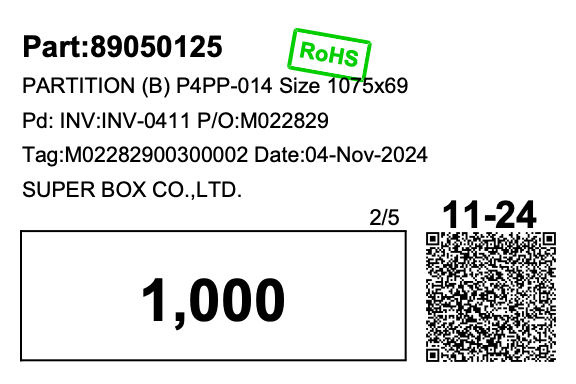 Part:89050125
RoHS
PARTITION (B) P4PP-014 Size 1075x69
Pd: INV:INV-0411 P/O:M022829
Tag:M02282900300002 Date:04-Nov-2024
SUPER BOX CO.,LTD.
2/5
11-24
1,000